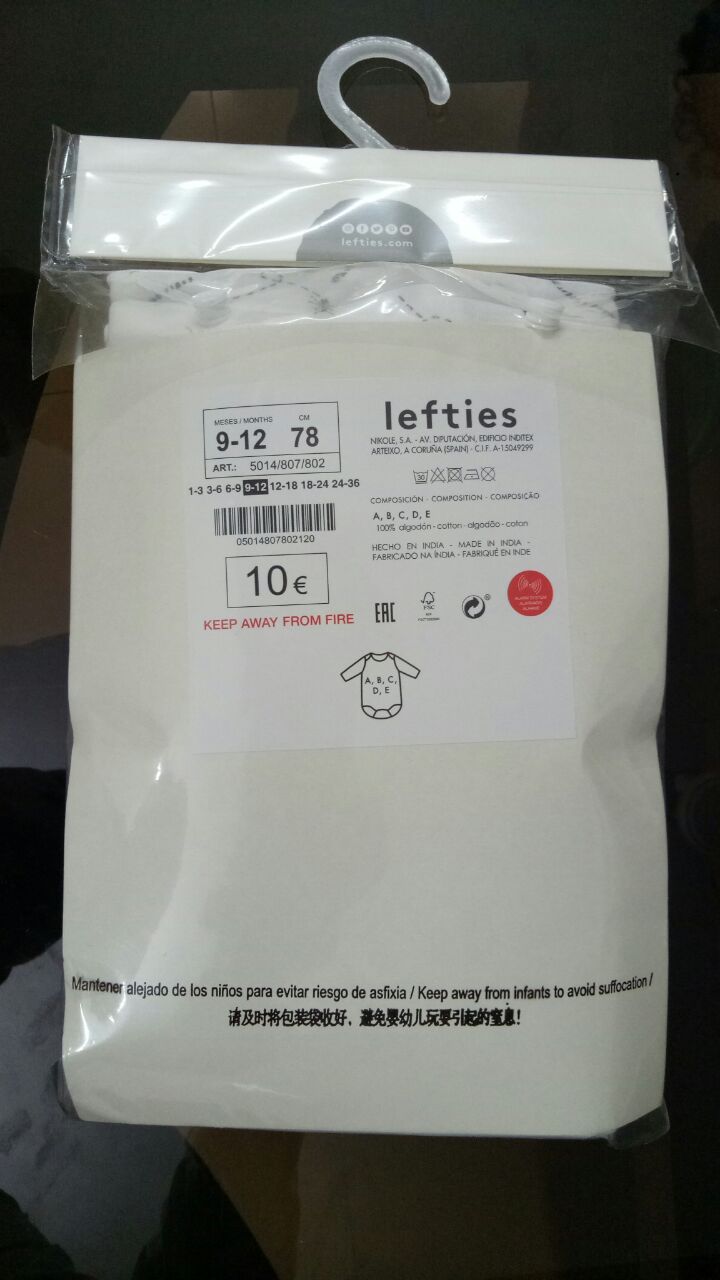 lefties.com
MESES / MONTHS CM
9-12 78
ART.: 5014/807/802
1-3 3-6 6-9 9-12 12-18 18-24 24-36
05014807802120
10€
KEEP AWAY FROM FIRE
lefties
NIKOLE, S.A. - AV. DIPUTACIÓN, EDIFICIO INDITEX
ARTEIXO, A CORUÑA (SPAIN) - C.I.F. A-15049299
30
COMPOSICIÓN - COMPOSITION - COMPOSIÇÃO
A, B, C, D, E
100% algodón - cotton - algodão - coton
HECHO EN INDIA - MADE IN INDIA -
FABRICADO NA ÍNDIA - FABRIQUÉ EN INDE
EAC
FSC
ALARM SYSTEM
ALARMADO
A, B, C,
D, E
Mantener alejado de los niños para evitar riesgo de asfixia / Keep away from infants to avoid suffocation /
请及时将包装袋收好，避免婴幼儿玩耍引起的窒息！